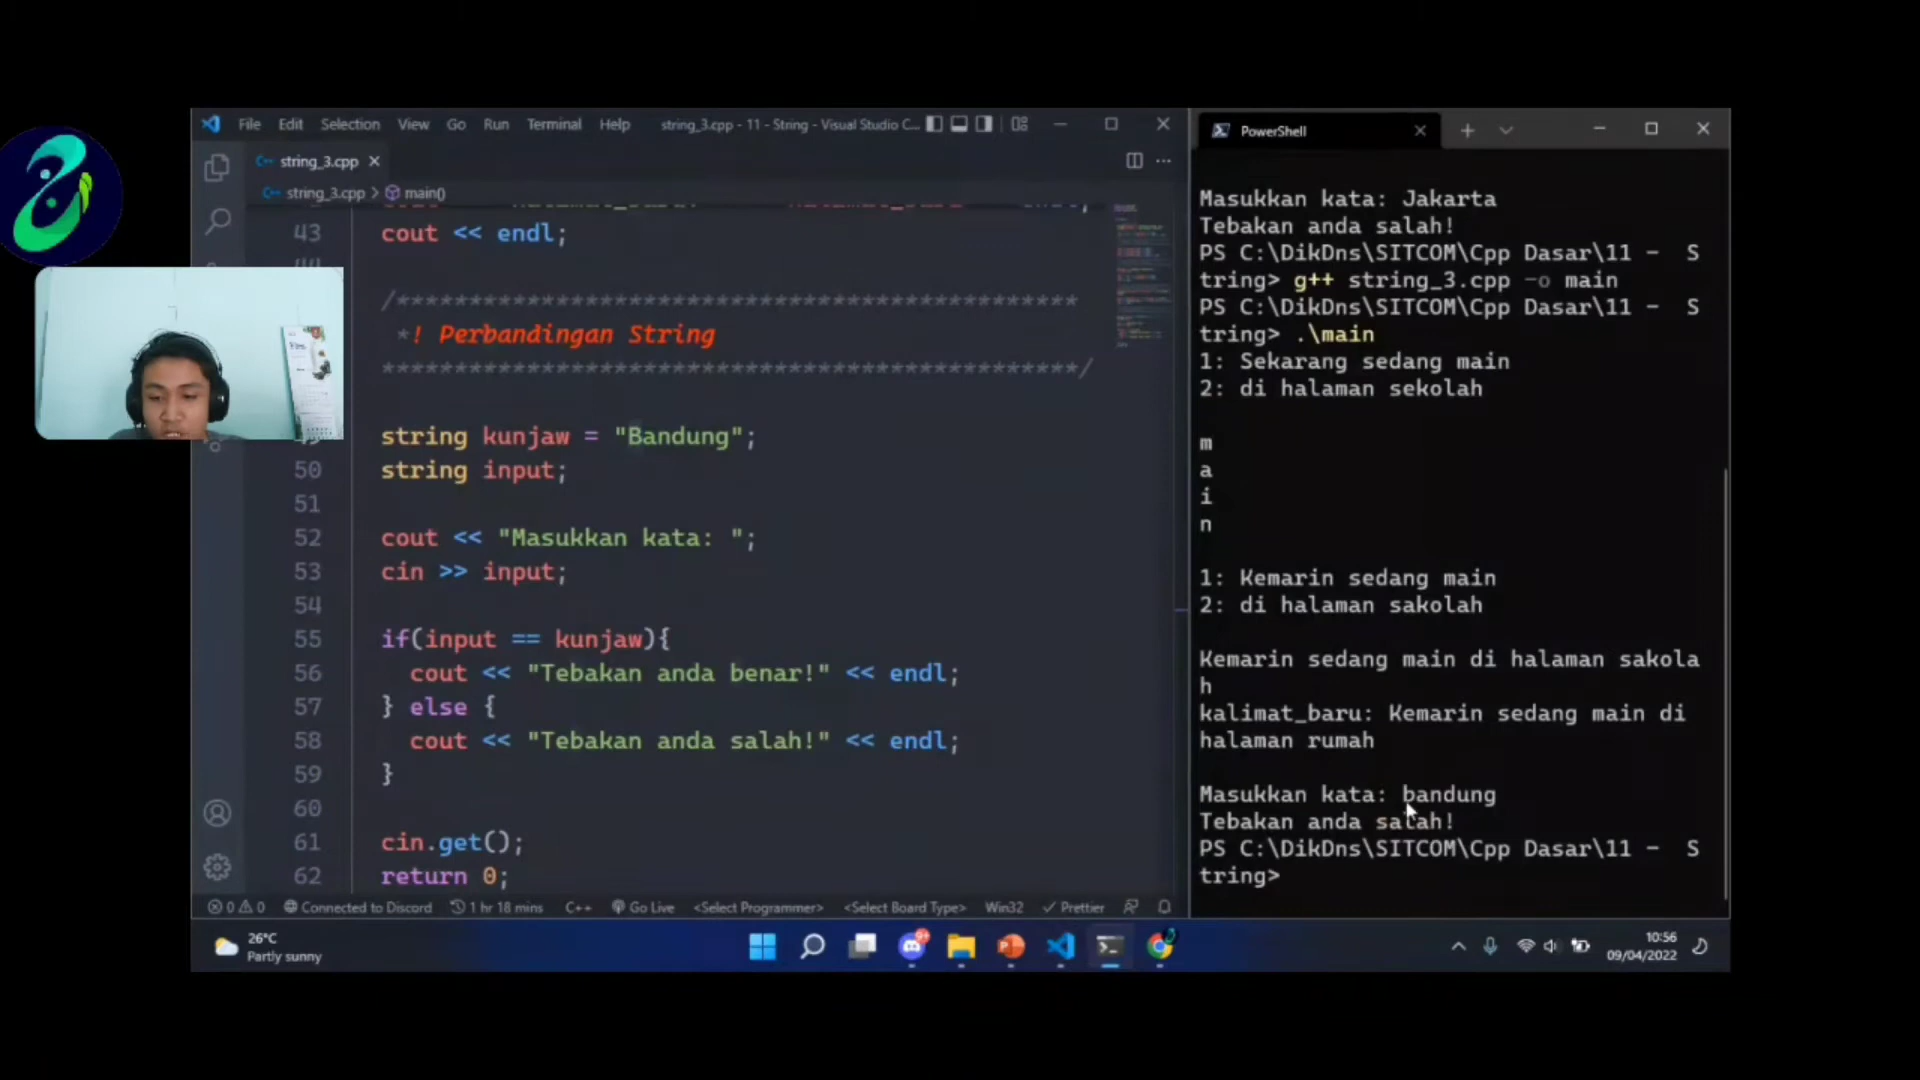 File Edit Selection View Go Run Terminal Help string_3.cpp - 11 - String - Visual Studio C...
string_3.cpp
string_3.cpp > main()
43 cout << endl;
44
/***********************************************
*! Perbandingan String
************************************************/
string kunjaw = "Bandung";
50 string input;
51
52 cout << "Masukkan kata: ";
53 cin >> input;
54
55 if(input == kunjaw){
56 cout << "Tebakan anda benar!" << endl;
57 } else {
58 cout << "Tebakan anda salah!" << endl;
59 }
60
61 cin.get();
62 return 0;
0 0 Connected to Discord 1 hr 18 mins C++ Go Live <Select Programmer> <Select Board Type> Win32 Prettier
PowerShell
Masukkan kata: Jakarta
Tebakan anda salah!
PS C:\DikDns\SITCOM\Cpp Dasar\11 - S
tring> g++ string_3.cpp -o main
PS C:\DikDns\SITCOM\Cpp Dasar\11 - S
tring> .\main
1: Sekarang sedang main
2: di halaman sekolah
m
a
i
n
1: Kemarin sedang main
2: di halaman sakolah
Kemarin sedang main di halaman sakola
h
kalimat_baru: Kemarin sedang main di
halaman rumah
Masukkan kata: bandung
Tebakan anda salah!
PS C:\DikDns\SITCOM\Cpp Dasar\11 - S
tring>
26°C
Partly sunny
10:56
09/04/2022